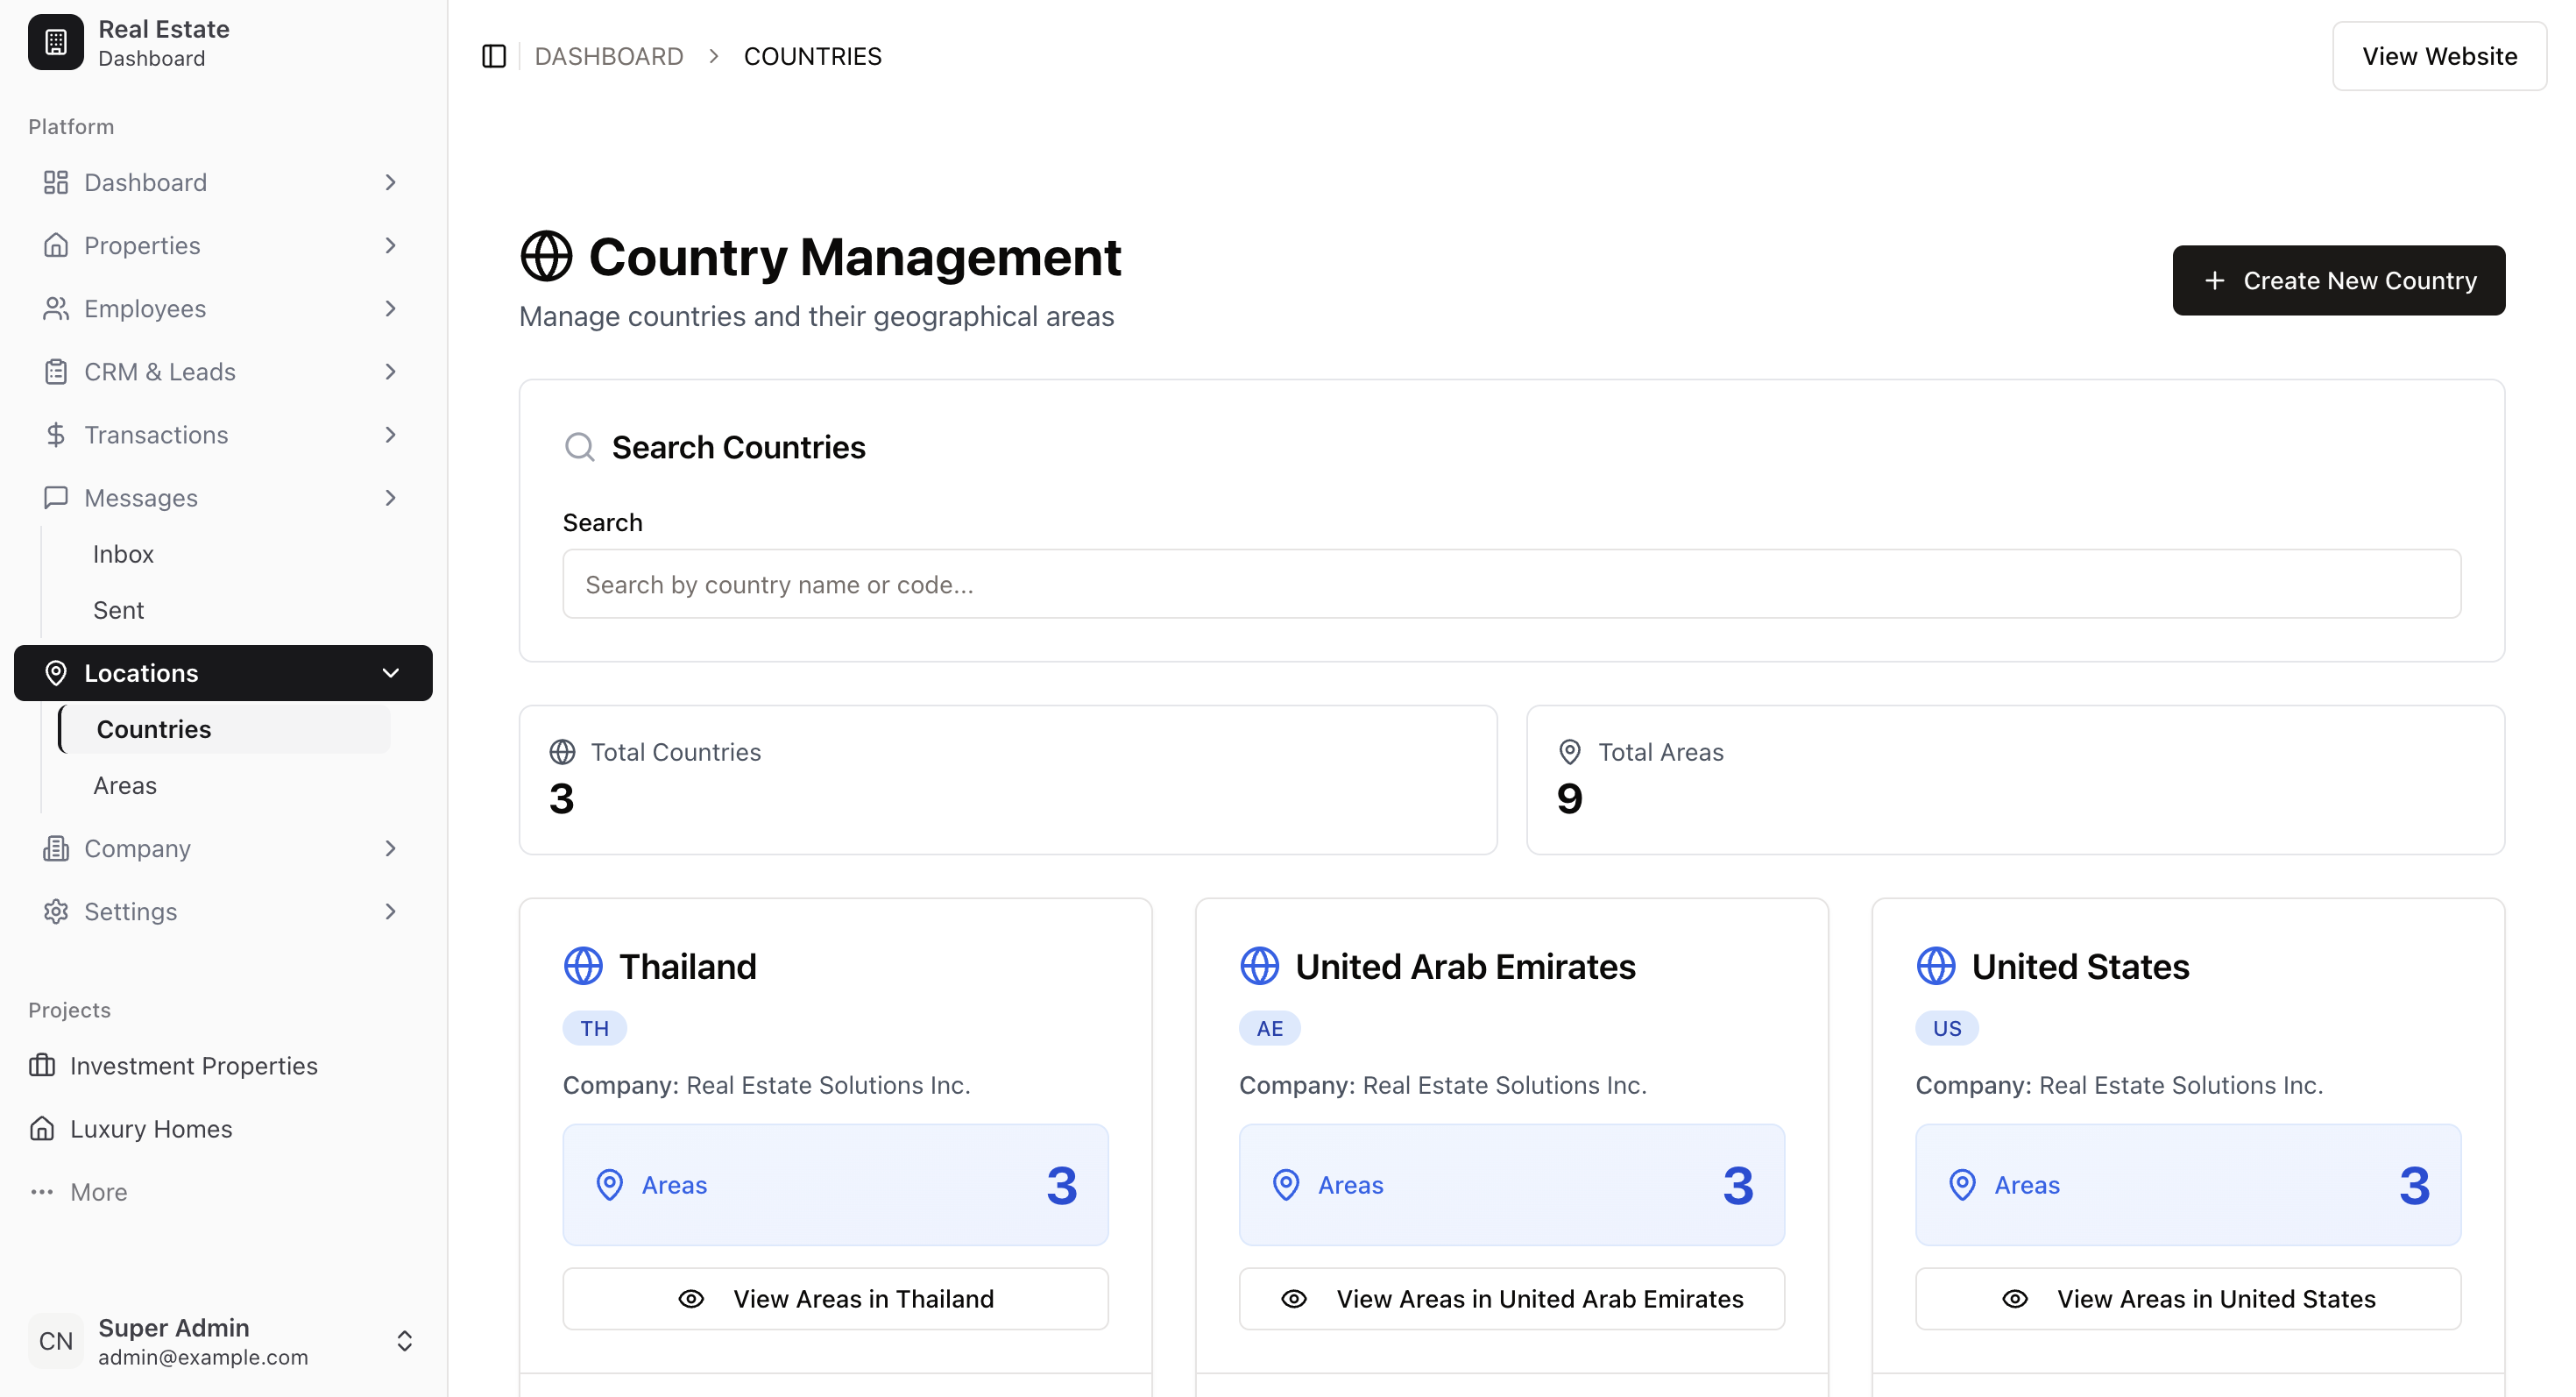 Real Estate
Dashboard
Platform
Dashboard
Properties
Employees
CRM & Leads
Transactions
Messages
Inbox
Sent
Locations
Countries
Areas
Company
Settings
Projects
Investment Properties
Luxury Homes
More
CN
Super Admin
admin@example.com
DASHBOARD > COUNTRIES
View Website
Country Management
Manage countries and their geographical areas
+ Create New Country
Search Countries
Search
Search by country name or code...
Total Countries
3
Total Areas
9
Thailand
TH
Company: Real Estate Solutions Inc.
Areas 3
View Areas in Thailand
United Arab Emirates
AE
Company: Real Estate Solutions Inc.
Areas 3
View Areas in United Arab Emirates
United States
US
Company: Real Estate Solutions Inc.
Areas 3
View Areas in United States